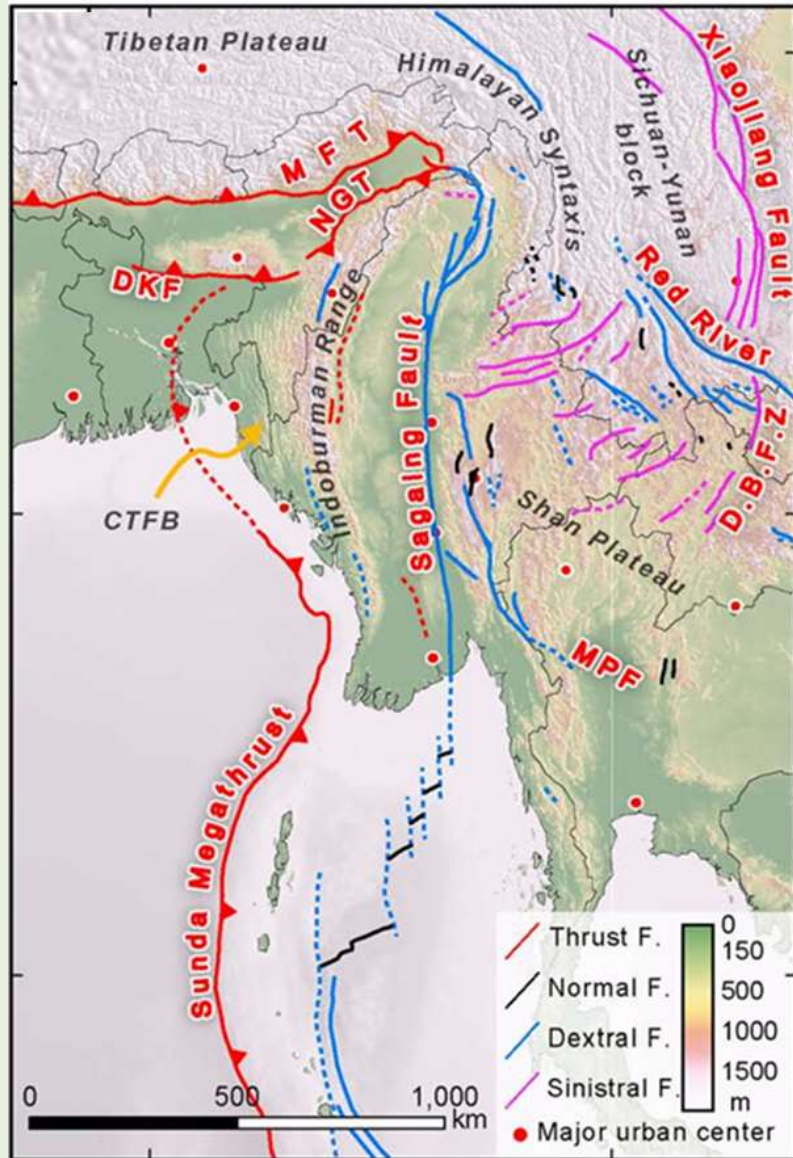 Tibetan Plateau
Himalayan Syntaxis
Sichuan-Yunan
block
Xiaojiang Fault
MFT
NGT
DKF
Indoburman Range
Sagaing Fault
Red River
D.B.F.Z
CTFB
Shan Plateau
MPF
Sunda Megathrust
Thrust F.
Normal F.
Dextral F.
Sinistral F.
Major urban center
0
150
500
1000
1500
m
0 500 1,000
km